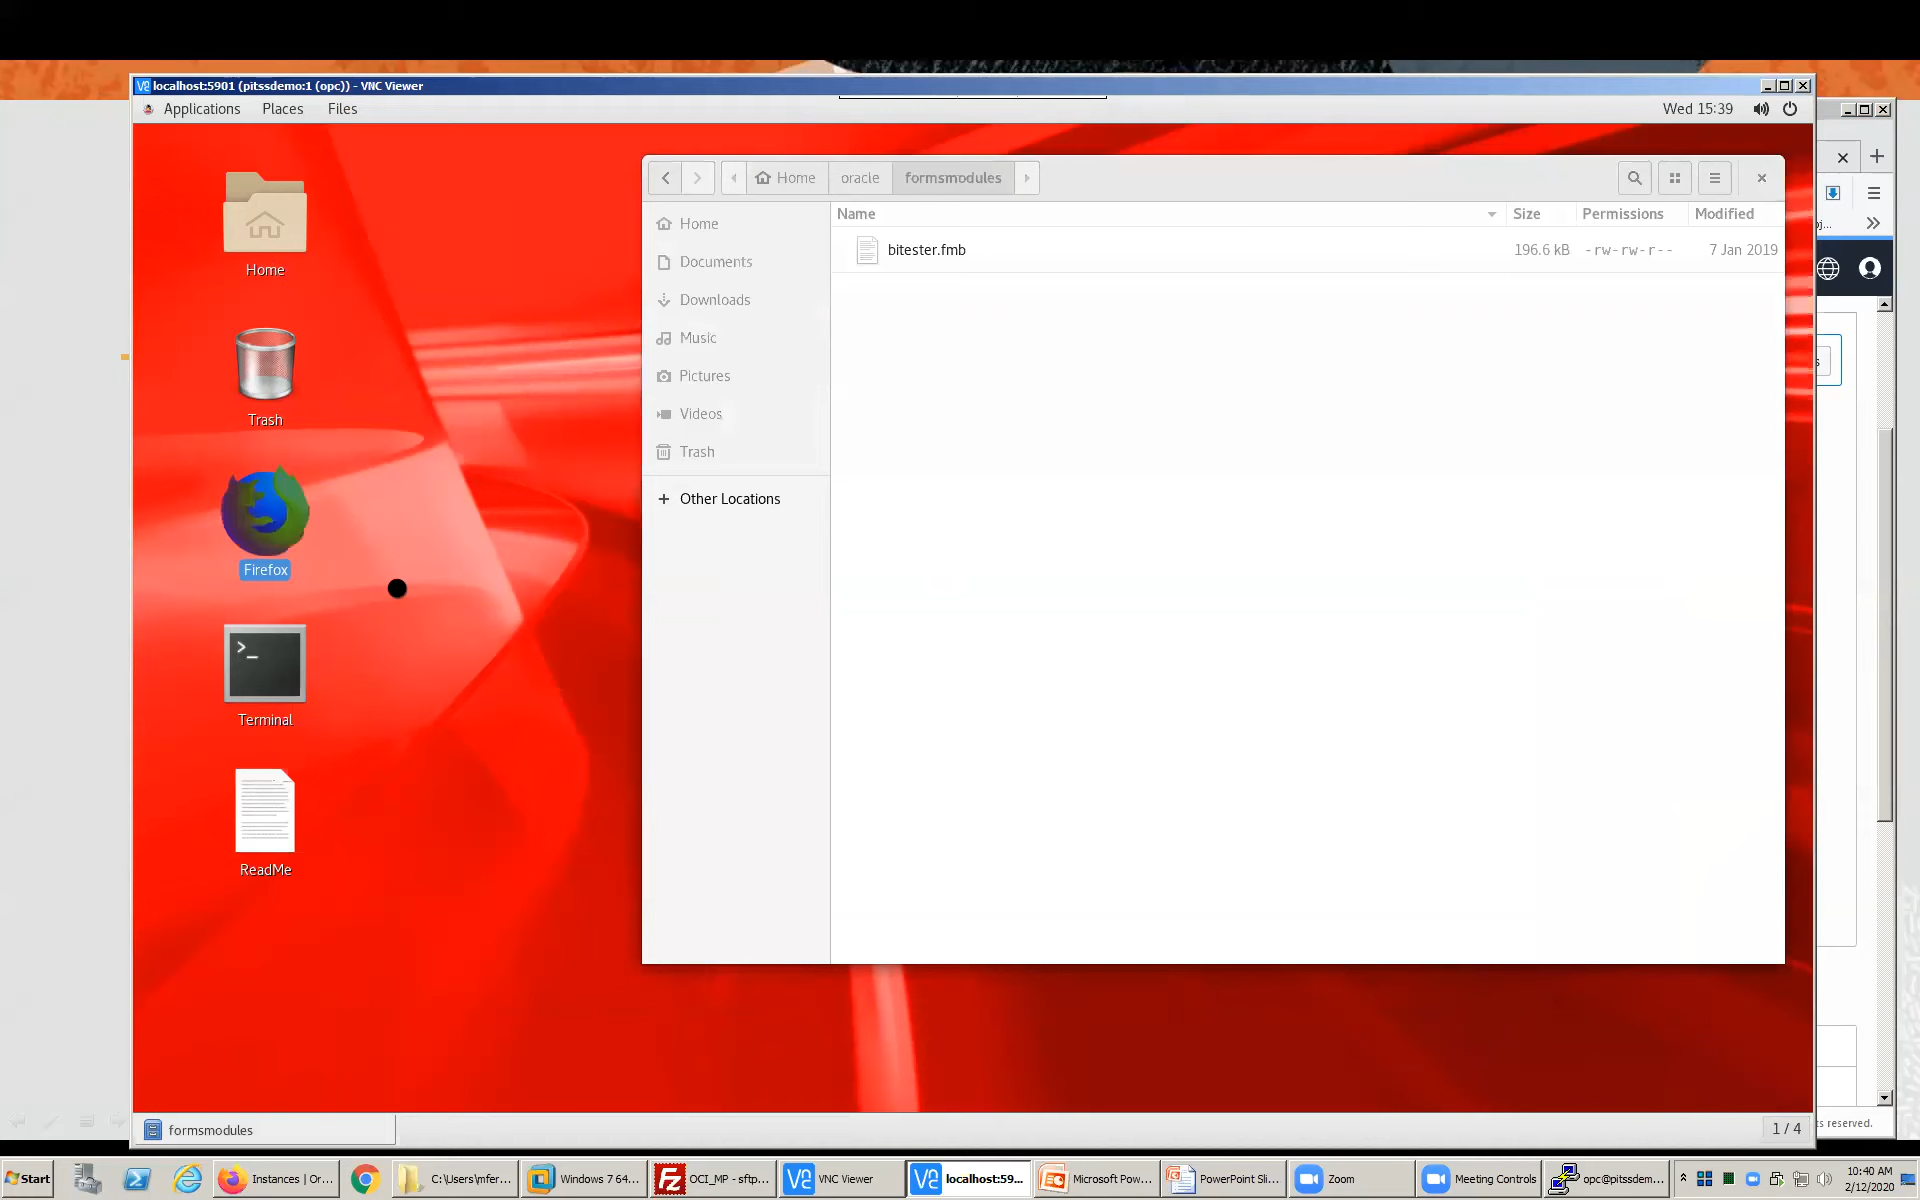 localhost:5901 (pitssdemo:1 (opc)) - VNC Viewer
Applications Places Files
Wed 15:39
Home oracle formsmodules
Name Size Permissions Modified
bitester.fmb 196.6 kB -rw-rw-r-- 7 Jan 2019
Home
Documents
Downloads
Music
Pictures
Videos
Trash
Other Locations
Home
Trash
Firefox
Terminal
ReadMe
formsmodules
1 / 4
ts reserved.
Start
Instances | Or...
C:\Users\mfer...
Windows 7 64...
OCI_MP - sftp...
VNC Viewer
localhost:59...
Microsoft Pow...
PowerPoint Sli...
Zoom
Meeting Controls
opc@pitssdem...
10:40 AM
2/12/2020